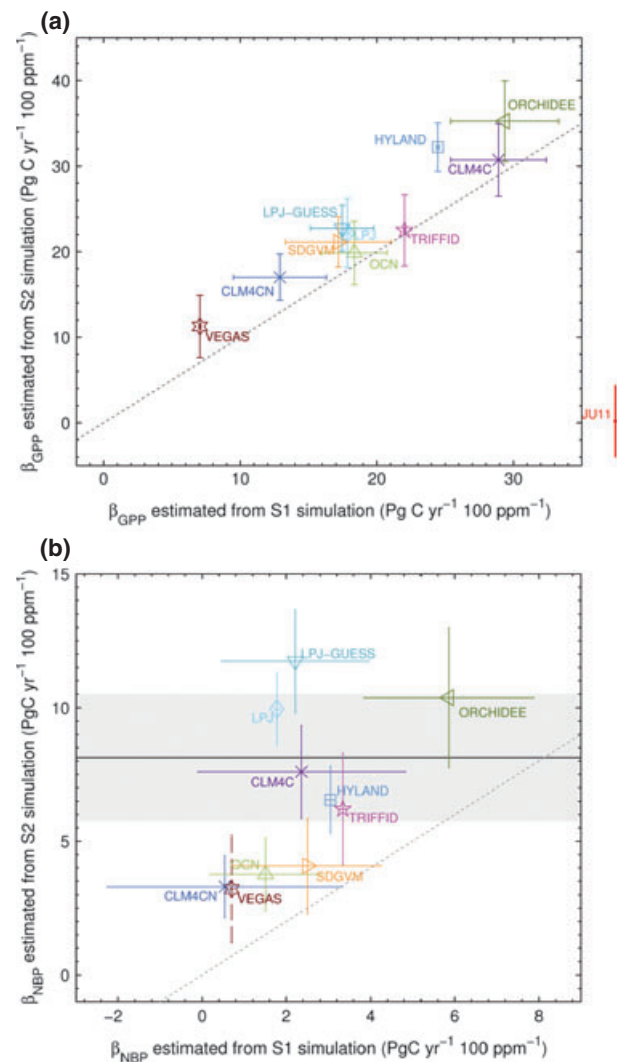 (a)
β_GPP estimated from S2 simulation (Pg C yr⁻¹ 100 ppm⁻¹)
40
30
20
10
0
ORCHIDEE
HYLAND
CLM4C
LPJ-GUESS
LPJ
TRIFFID
SDGVM
OCN
CLM4CN
VEGAS
JU11
0 10 20 30
β_GPP estimated from S1 simulation (Pg C yr⁻¹ 100 ppm⁻¹)
(b)
β_NBP estimated from S2 simulation (PgC yr⁻¹ 100 ppm⁻¹)
15
10
5
0
LPJ-GUESS
LPJ
ORCHIDEE
CLM4C
HYLAND
TRIFFID
OCN
SDGVM
CLM4CN
VEGAS
−2 0 2 4 6 8
β_NBP estimated from S1 simulation (PgC yr⁻¹ 100 ppm⁻¹)